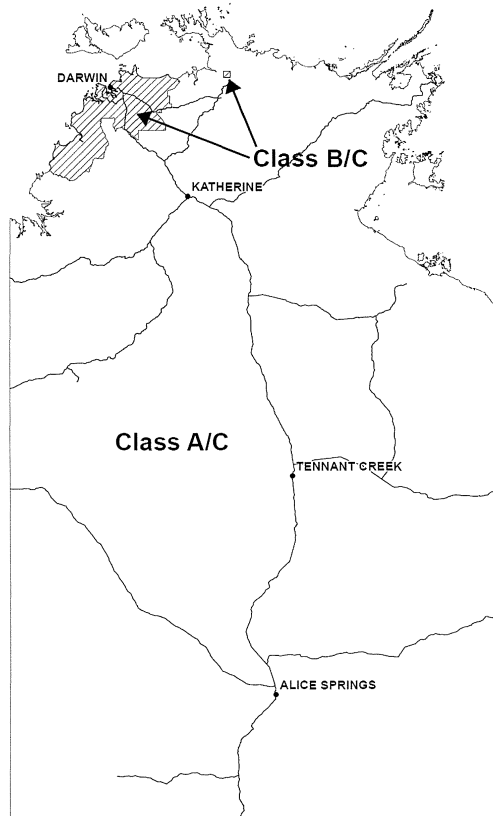 DARWIN
Class B/C
KATHERINE
Class A/C
TENNANT CREEK
ALICE SPRINGS